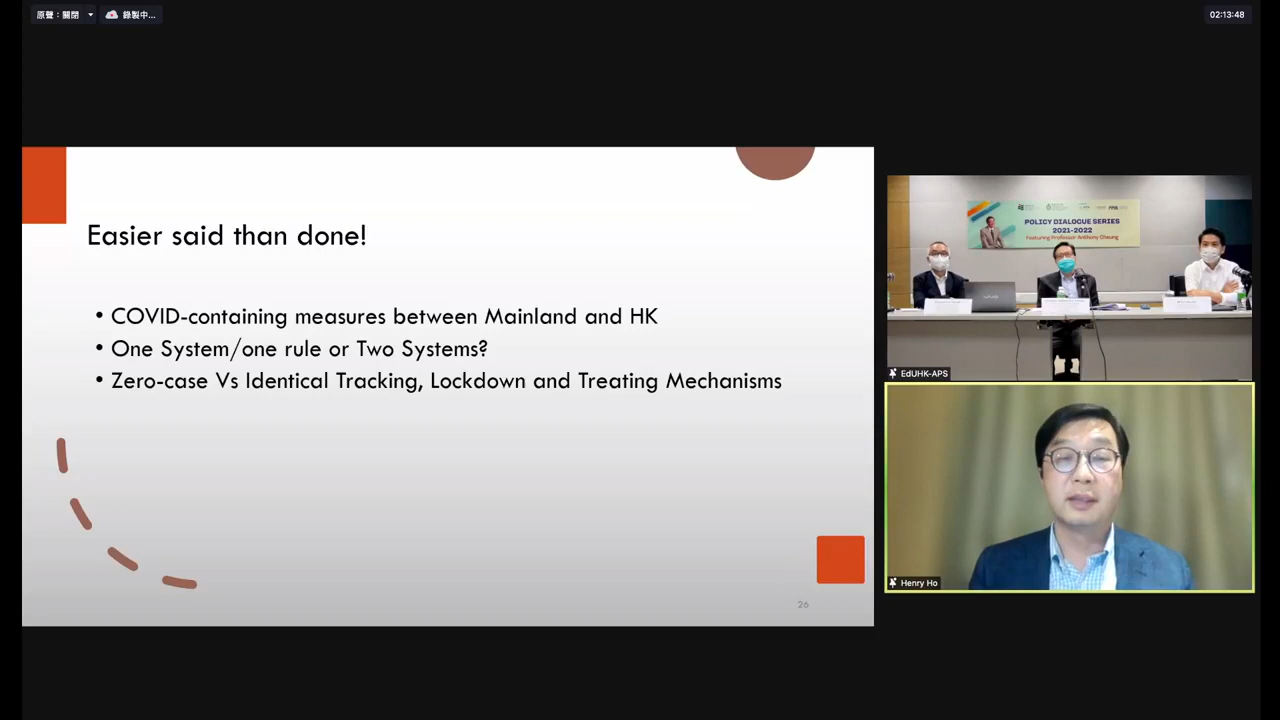 原聲：關閉
錄製中...
02:13:48
Easier said than done!
• COVID-containing measures between Mainland and HK
• One System/one rule or Two Systems?
• Zero-case Vs Identical Tracking, Lockdown and Treating Mechanisms
26
POLICY DIALOGUE SERIES
2021-2022
Featuring Professor Anthony Cheung
EdUHK-APS
Henry Ho